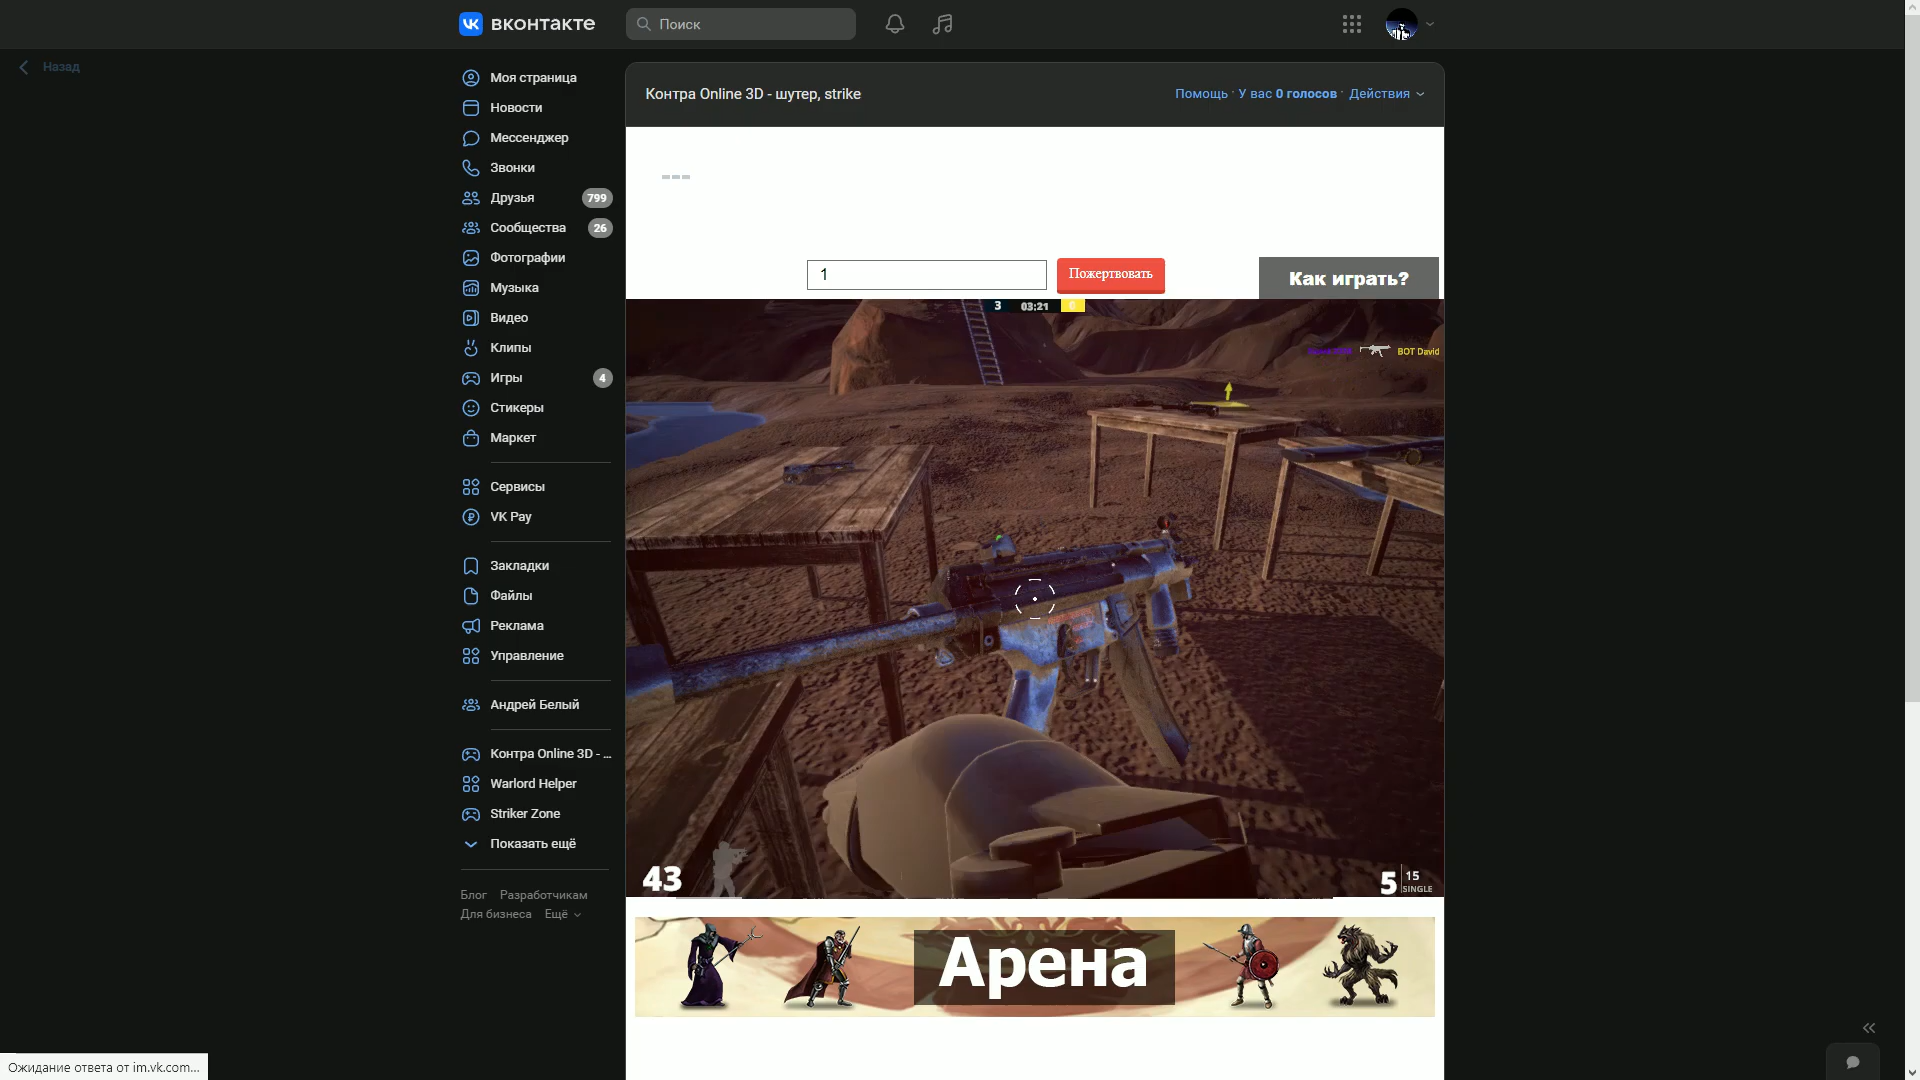 вконтакте
Поиск
Назад
Моя страница
Новости
Мессенджер
Звонки
Друзья 799
Сообщества 26
Фотографии
Музыка
Видео
Клипы
Игры 4
Стикеры
Маркет
Сервисы
VK Pay
Закладки
Файлы
Реклама
Управление
Андрей Белый
Контра Online 3D - ...
Warlord Helper
Striker Zone
Показать ещё
Блог Разработчикам
Для бизнеса Ещё
Контра Online 3D - шутер, strike
Помощь · У вас 0 голосов · Действия
1
Пожертвовать
Как играть?
3 03:21
BOT David
43
5 15
SINGLE
Арена
Ожидание ответа от im.vk.com...